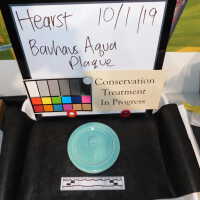 Hearst 10/1/19
Bauhaus Aqua
Plaque
Conservation
Treatment
In Progress